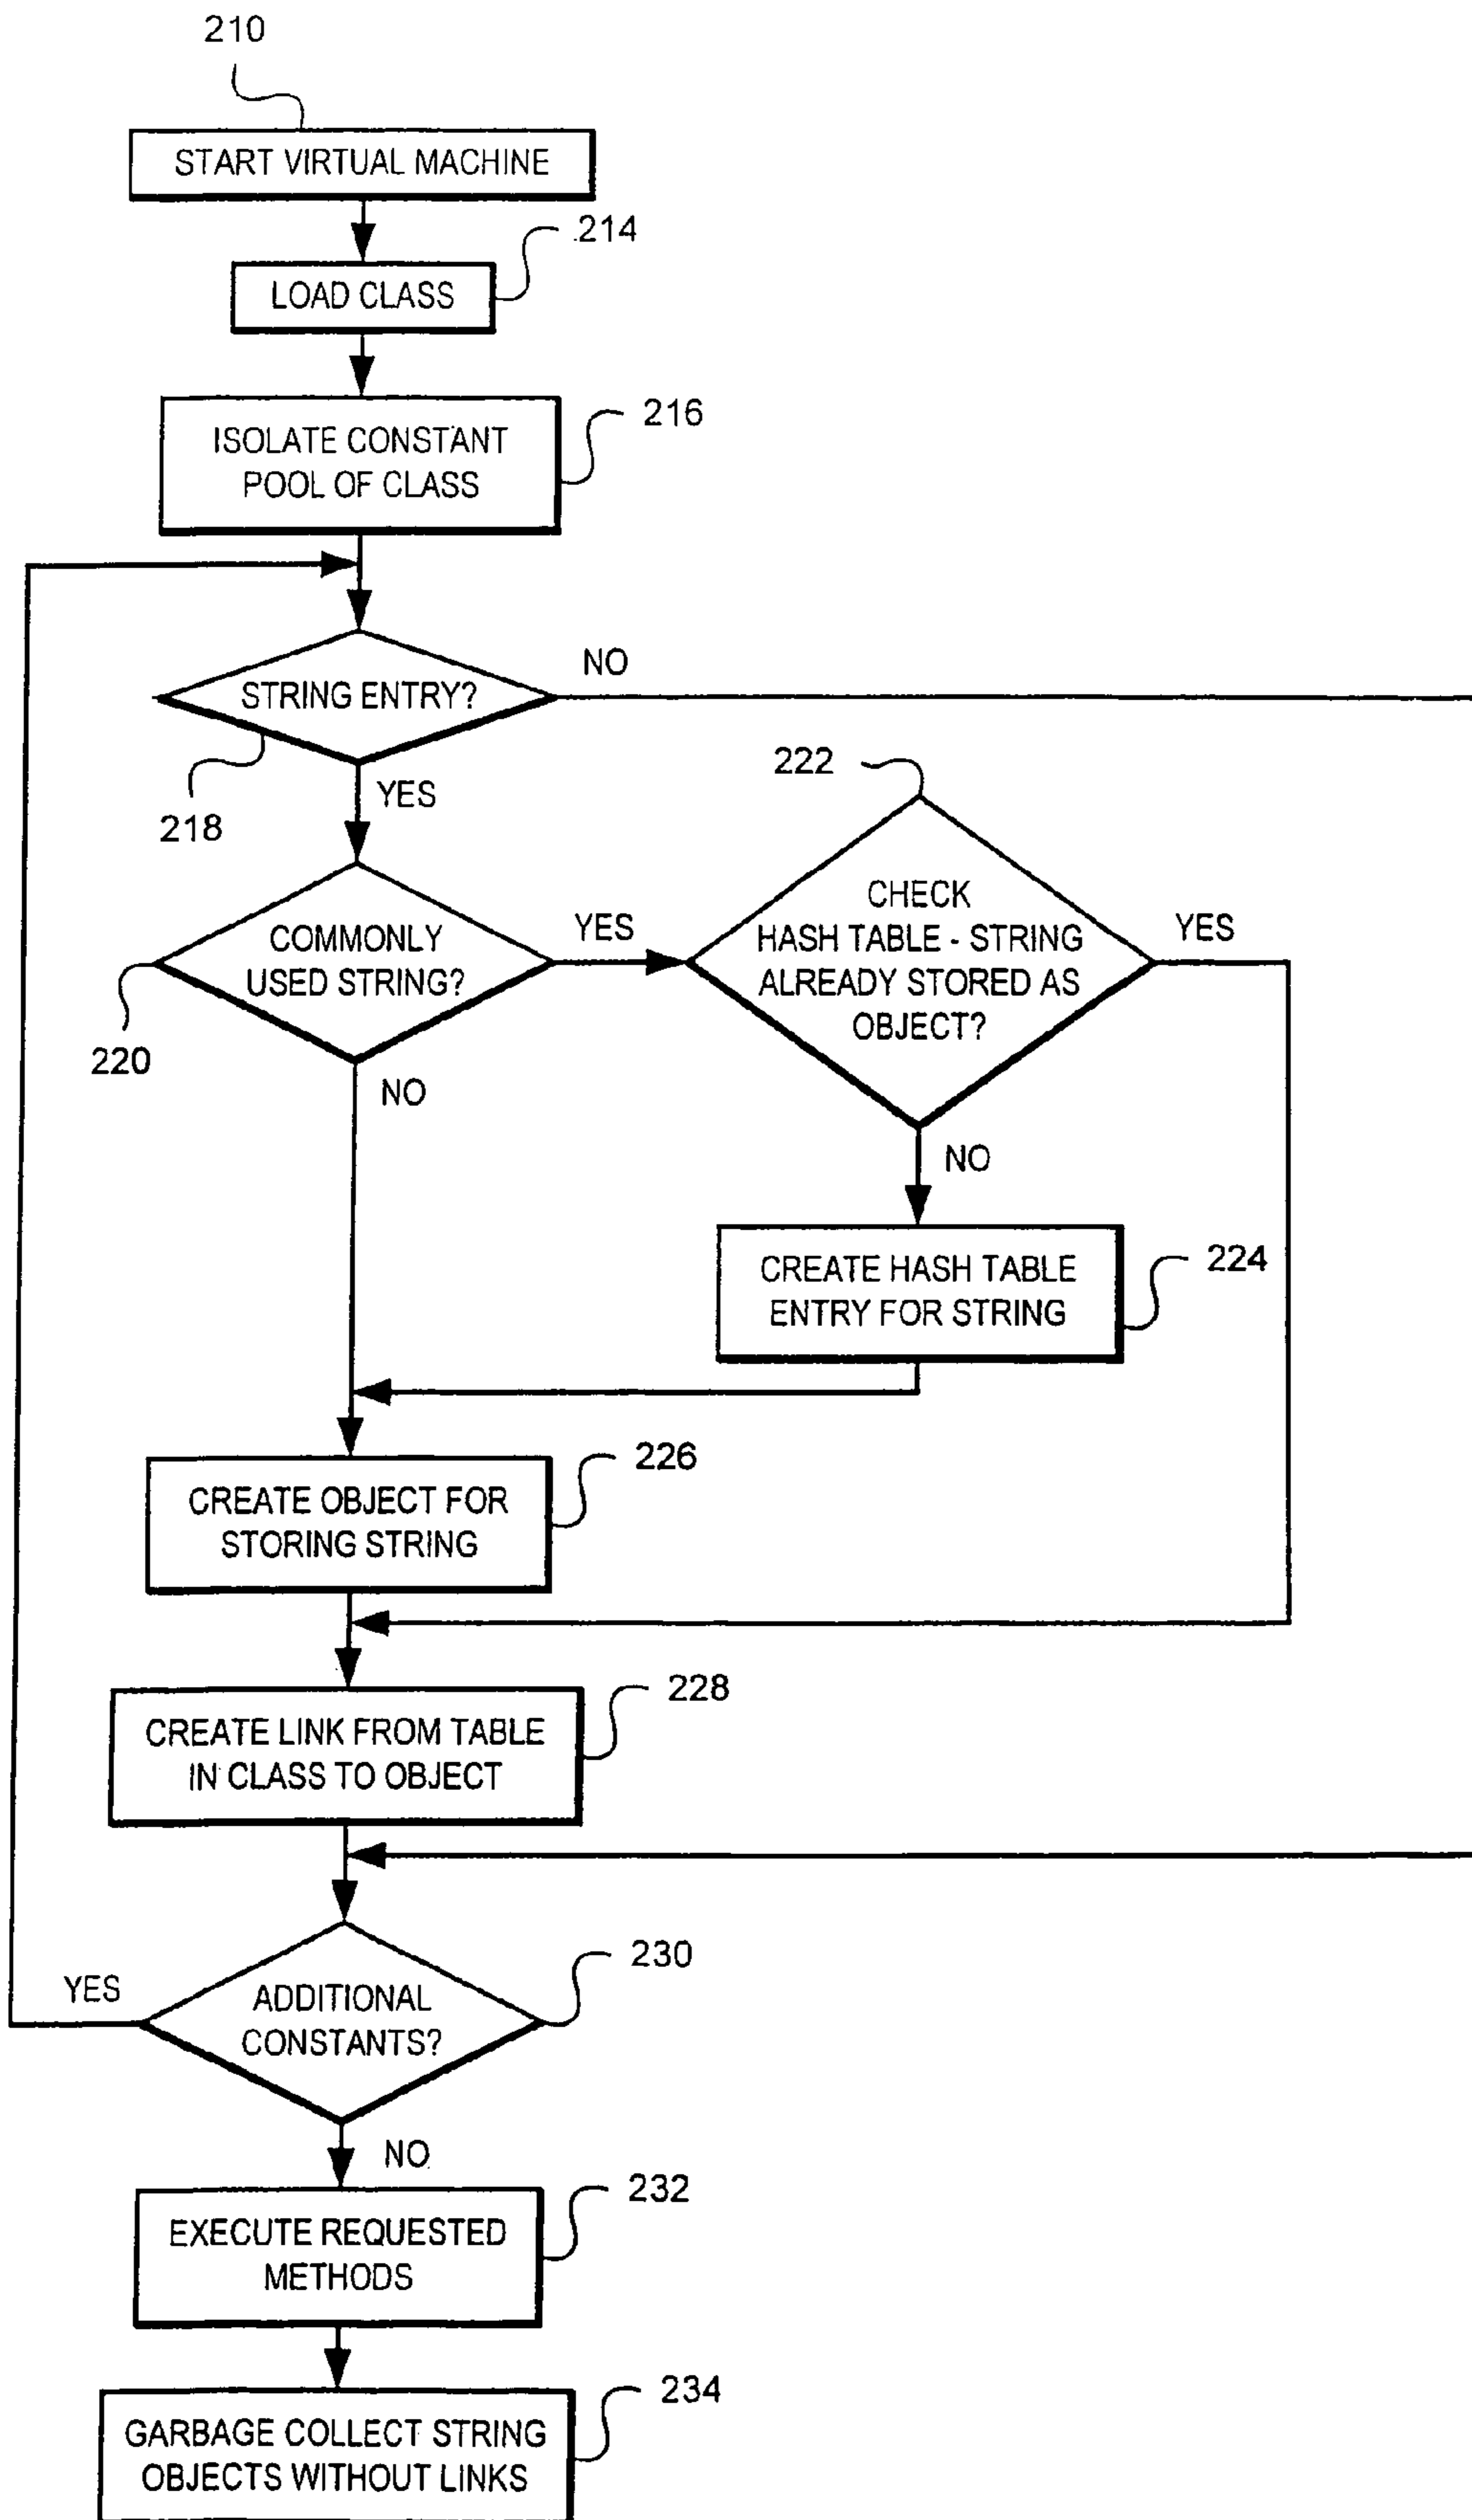 210
START VIRTUAL MACHINE
214
LOAD CLASS
216
ISOLATE CONSTANT
POOL OF CLASS
STRING ENTRY?
NO
218
YES
222
COMMONLY
USED STRING?
YES
220
NO
CHECK
HASH TABLE - STRING
ALREADY STORED AS
OBJECT?
YES
NO
CREATE HASH TABLE
ENTRY FOR STRING
224
226
CREATE OBJECT FOR
STORING STRING
228
CREATE LINK FROM TABLE
IN CLASS TO OBJECT
230
YES
ADDITIONAL
CONSTANTS?
NO
232
EXECUTE REQUESTED
METHODS
234
GARBAGE COLLECT STRING
OBJECTS WITHOUT LINKS